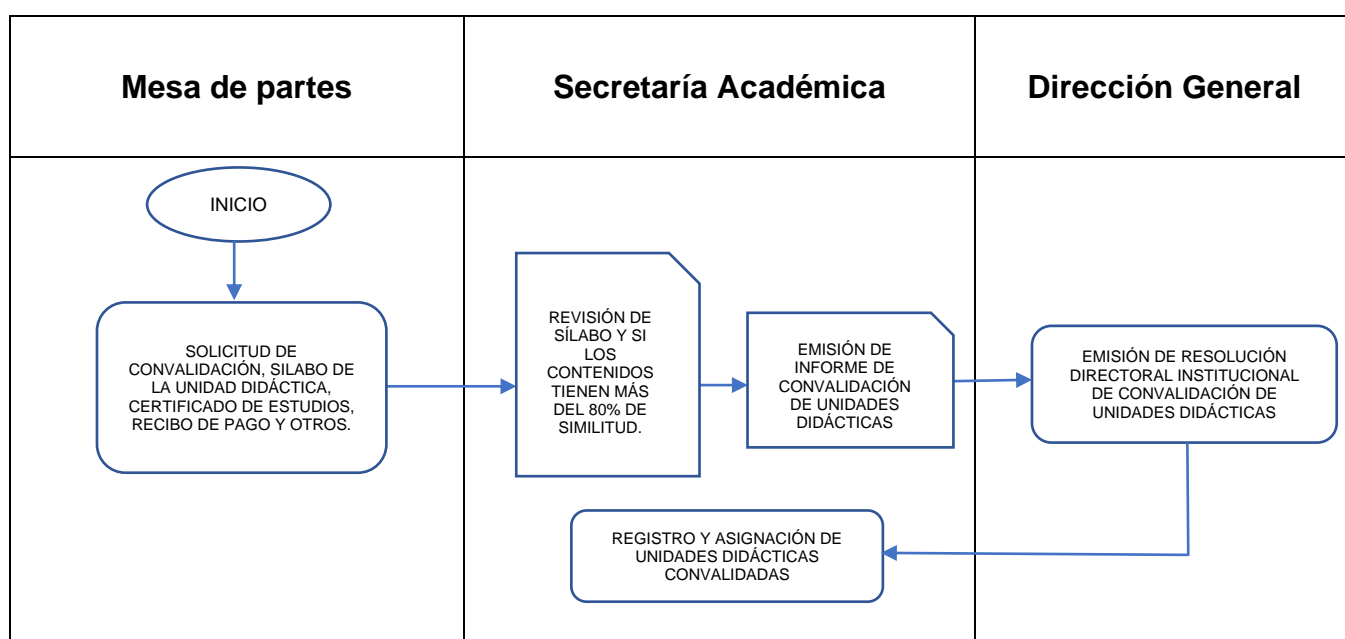 Mesa de partes
Secretaría Académica
Dirección General
INICIO
SOLICITUD DE
CONVALIDACIÓN, SILABO DE
LA UNIDAD DIDÁCTICA,
CERTIFICADO DE ESTUDIOS,
RECIBO DE PAGO Y OTROS.
REVISIÓN DE
SÍLABO Y SI
LOS
CONTENIDOS
TIENEN MÁS
DEL 80% DE
SIMILITUD.
EMISIÓN DE
INFORME DE
CONVALIDACIÓN
DE UNIDADES
DIDÁCTICAS
EMISIÓN DE RESOLUCIÓN
DIRECTORAL INSTITUCIONAL
DE CONVALIDACIÓN DE
UNIDADES DIDÁCTICAS
REGISTRO Y ASIGNACIÓN DE
UNIDADES DIDÁCTICAS
CONVALIDADAS